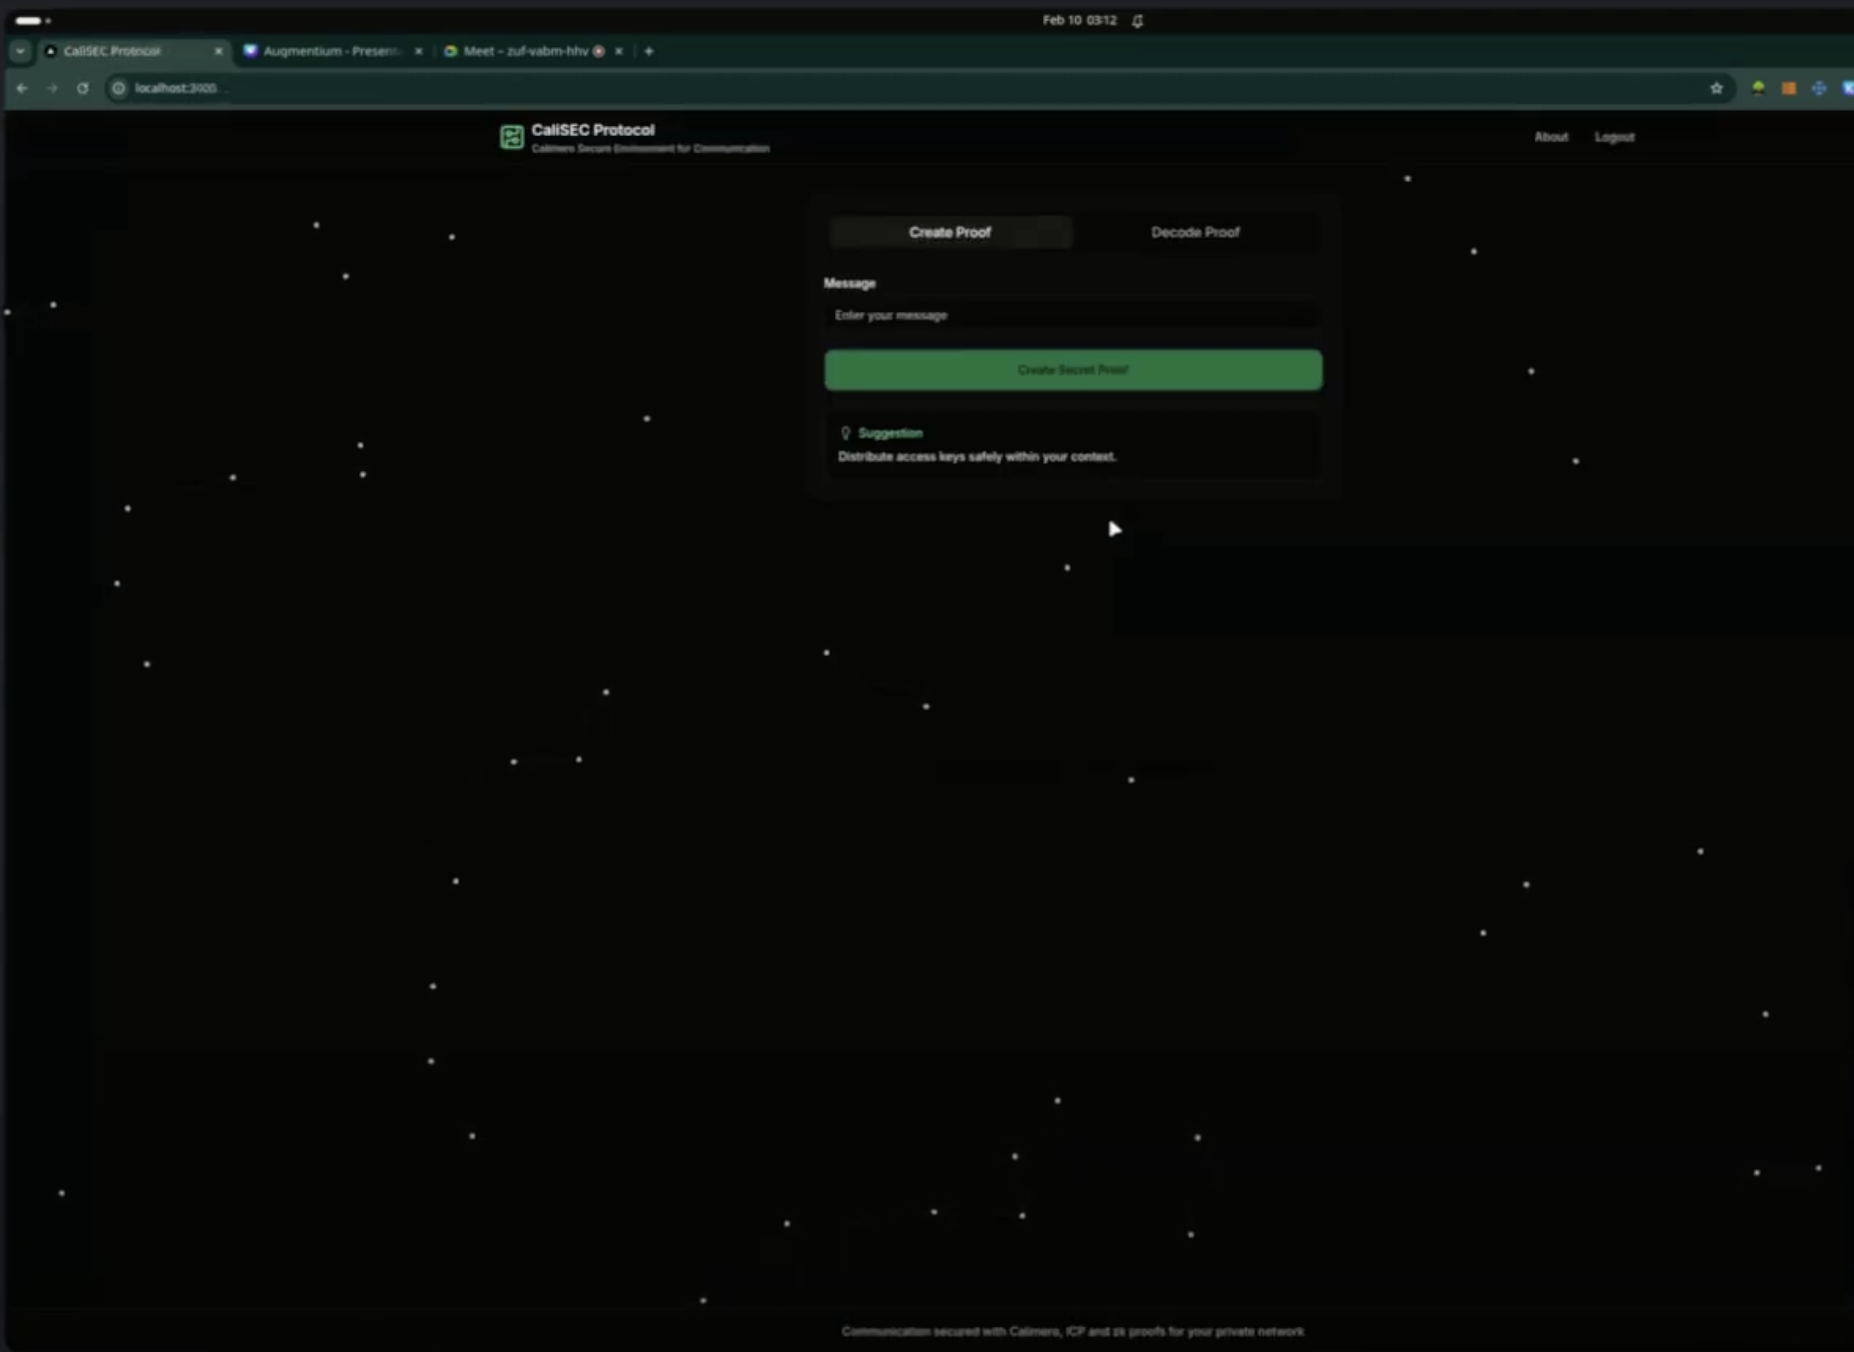 Feb 10 03:12
CaliSEC Protocol
Augmentium - Present
Meet – zuf-vabm-hhv
localhost:3000
CaliSEC Protocol
Calimero Secure Environment for Communication
About
Logout
Create Proof
Decode Proof
Message
Enter your message
Create Secret Proof
Suggestion
Distribute access keys safely within your context.
Communication secured with Calimero, ICP and zk proofs for your private network